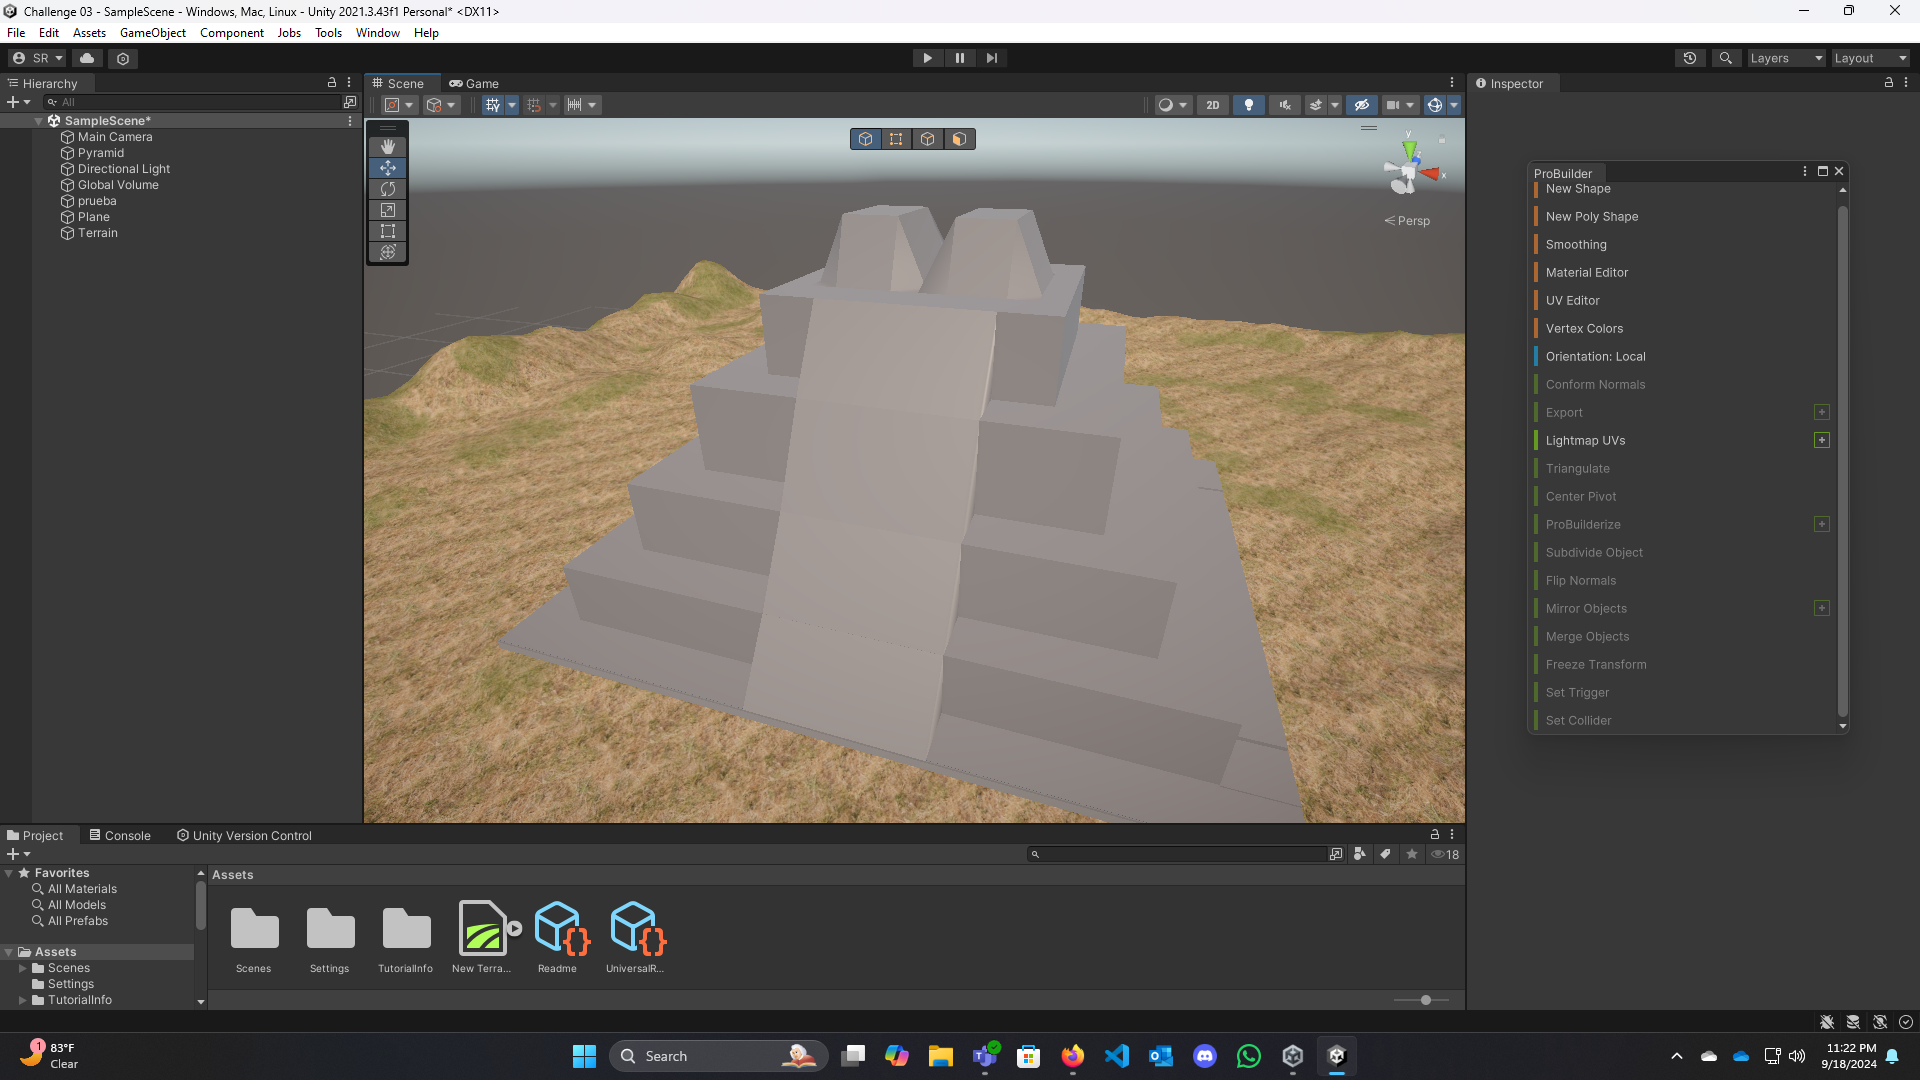 Challenge 03 - SampleScene - Windows, Mac, Linux - Unity 2021.3.43f1 Personal* <DX11>
File Edit Assets GameObject Component Jobs Tools Window Help
SR
Layers Layout
Hierarchy
All
SampleScene*
Main Camera
Pyramid
Directional Light
Global Volume
prueba
Plane
Terrain
Scene Game
2D
y
z
x
Persp
Inspector
ProBuilder
New Shape
New Poly Shape
Smoothing
Material Editor
UV Editor
Vertex Colors
Orientation: Local
Conform Normals
Export
Lightmap UVs
Triangulate
Center Pivot
ProBuilderize
Subdivide Object
Flip Normals
Mirror Objects
Merge Objects
Freeze Transform
Set Trigger
Set Collider
Project Console Unity Version Control
18
Favorites
All Materials
All Models
All Prefabs
Assets
Scenes
Settings
TutorialInfo
Assets
Scenes Settings TutorialInfo New Terra... Readme UniversalR...
1
83°F
Clear
Search
11:22 PM
9/18/2024